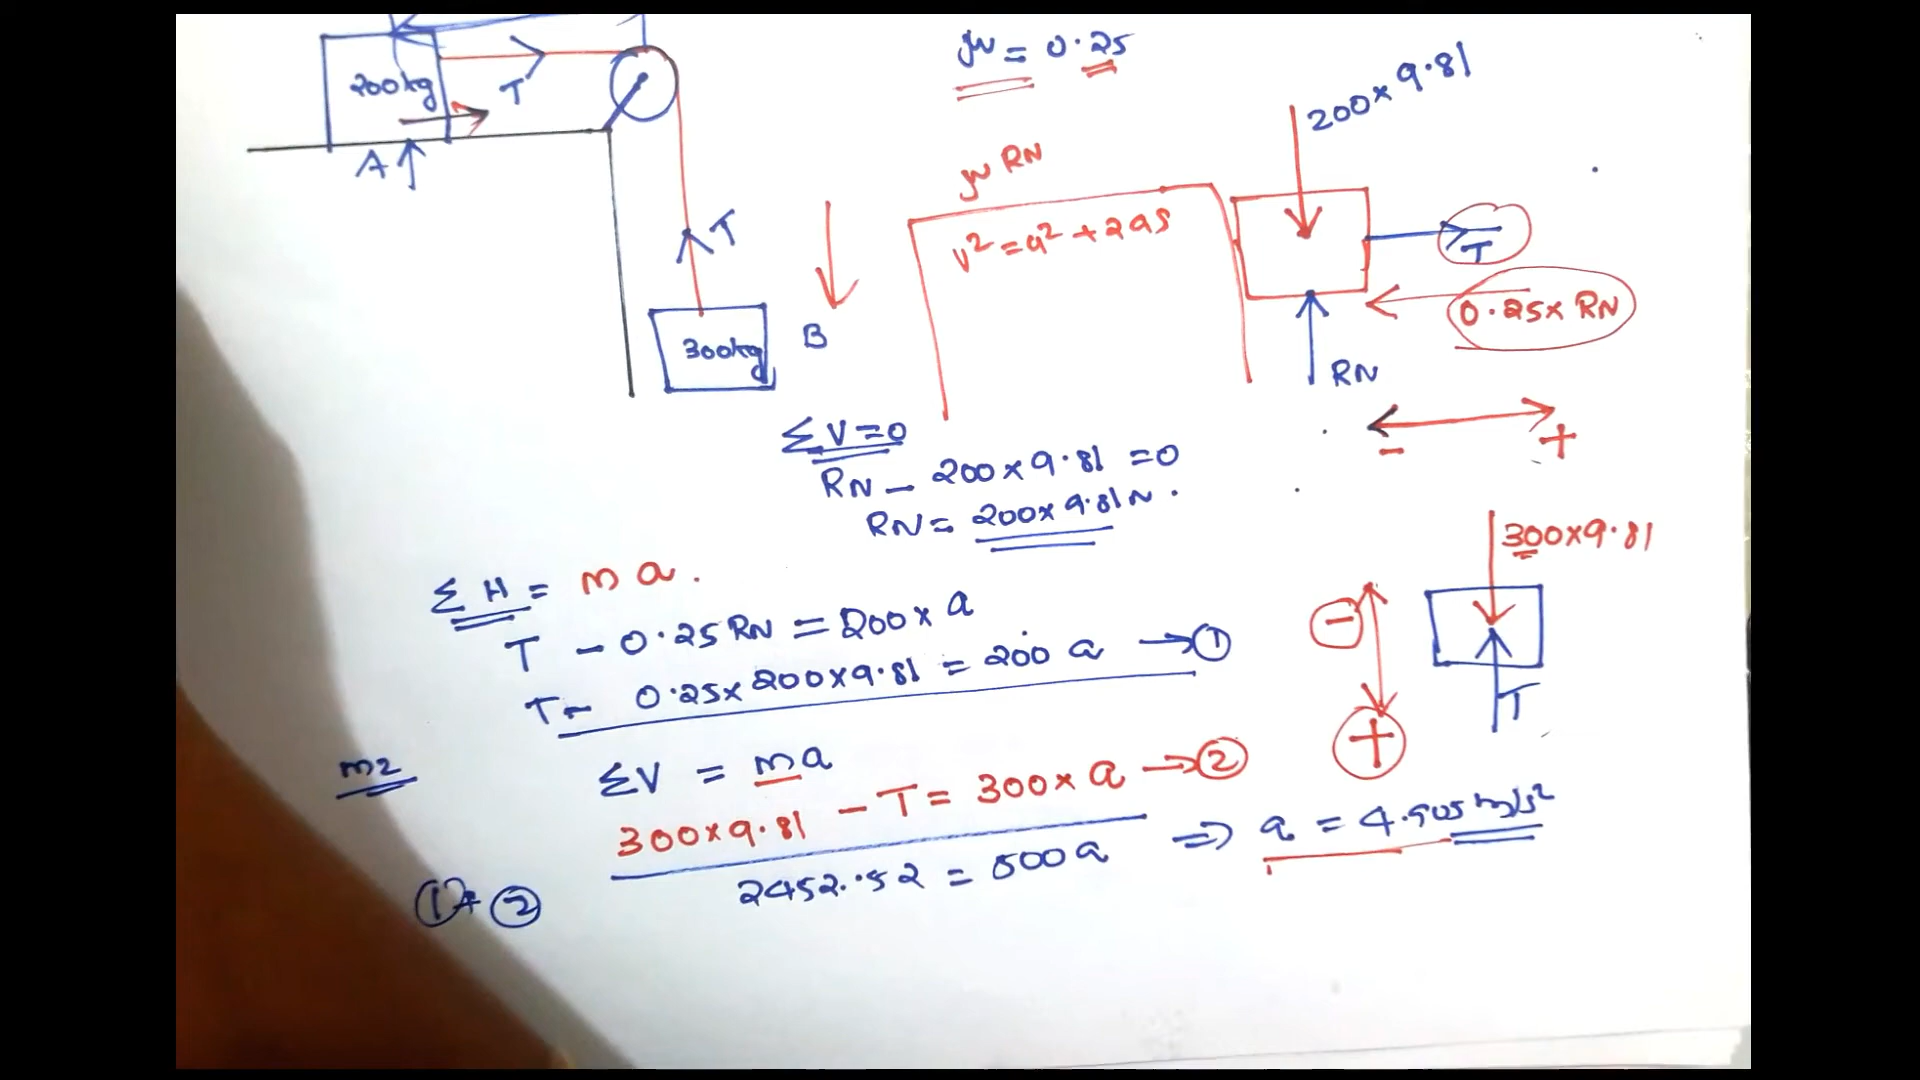 200kg
T
A
T
300kg
B
μ = 0.25
μ RN
v² = u² + 2as
200×9.81
T
0.25× RN
RN
- +
ΣV=0
RN - 200×9.81 =0
RN = 200×9.81N.
ΣH = ma.
T - 0.25RN = 200×a
T - 0.25×200×9.81 = 200 a → ①
300×9.81
T
-
+
m2
ΣV = ma
300×9.81 - T = 300×a → ②
①+②
2452.52 = 500a ⇒ a = 4.905 m/s²